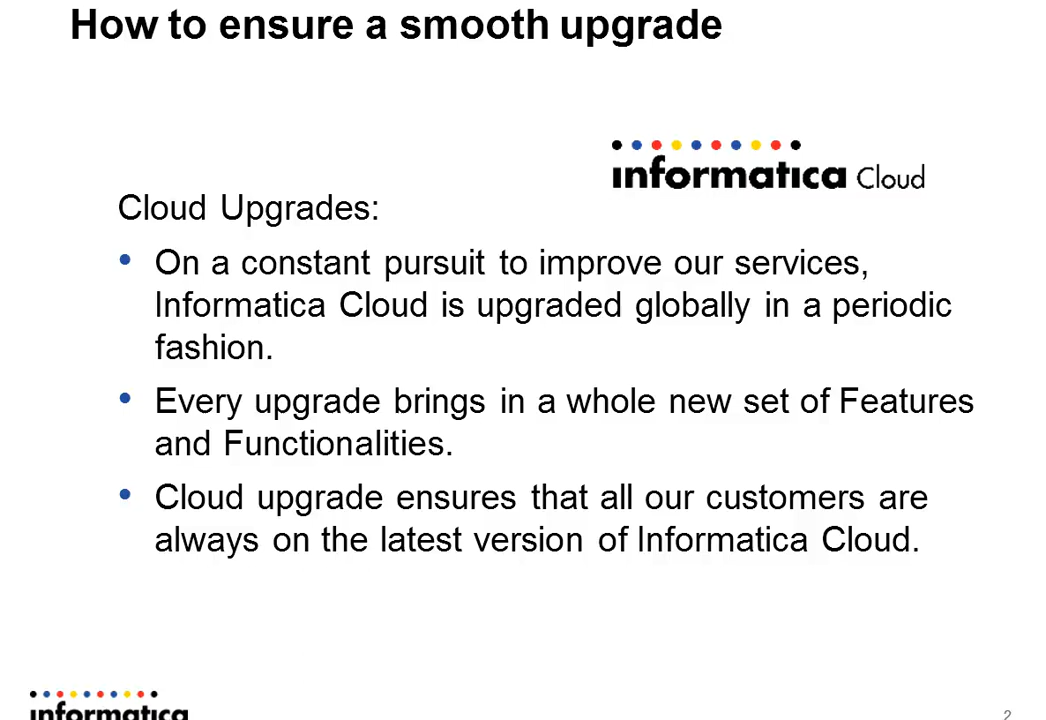 How to ensure a smooth upgrade
informatica Cloud
Cloud Upgrades:
• On a constant pursuit to improve our services,
Informatica Cloud is upgraded globally in a periodic
fashion.
• Every upgrade brings in a whole new set of Features
and Functionalities.
• Cloud upgrade ensures that all our customers are
always on the latest version of Informatica Cloud.
informatica
2